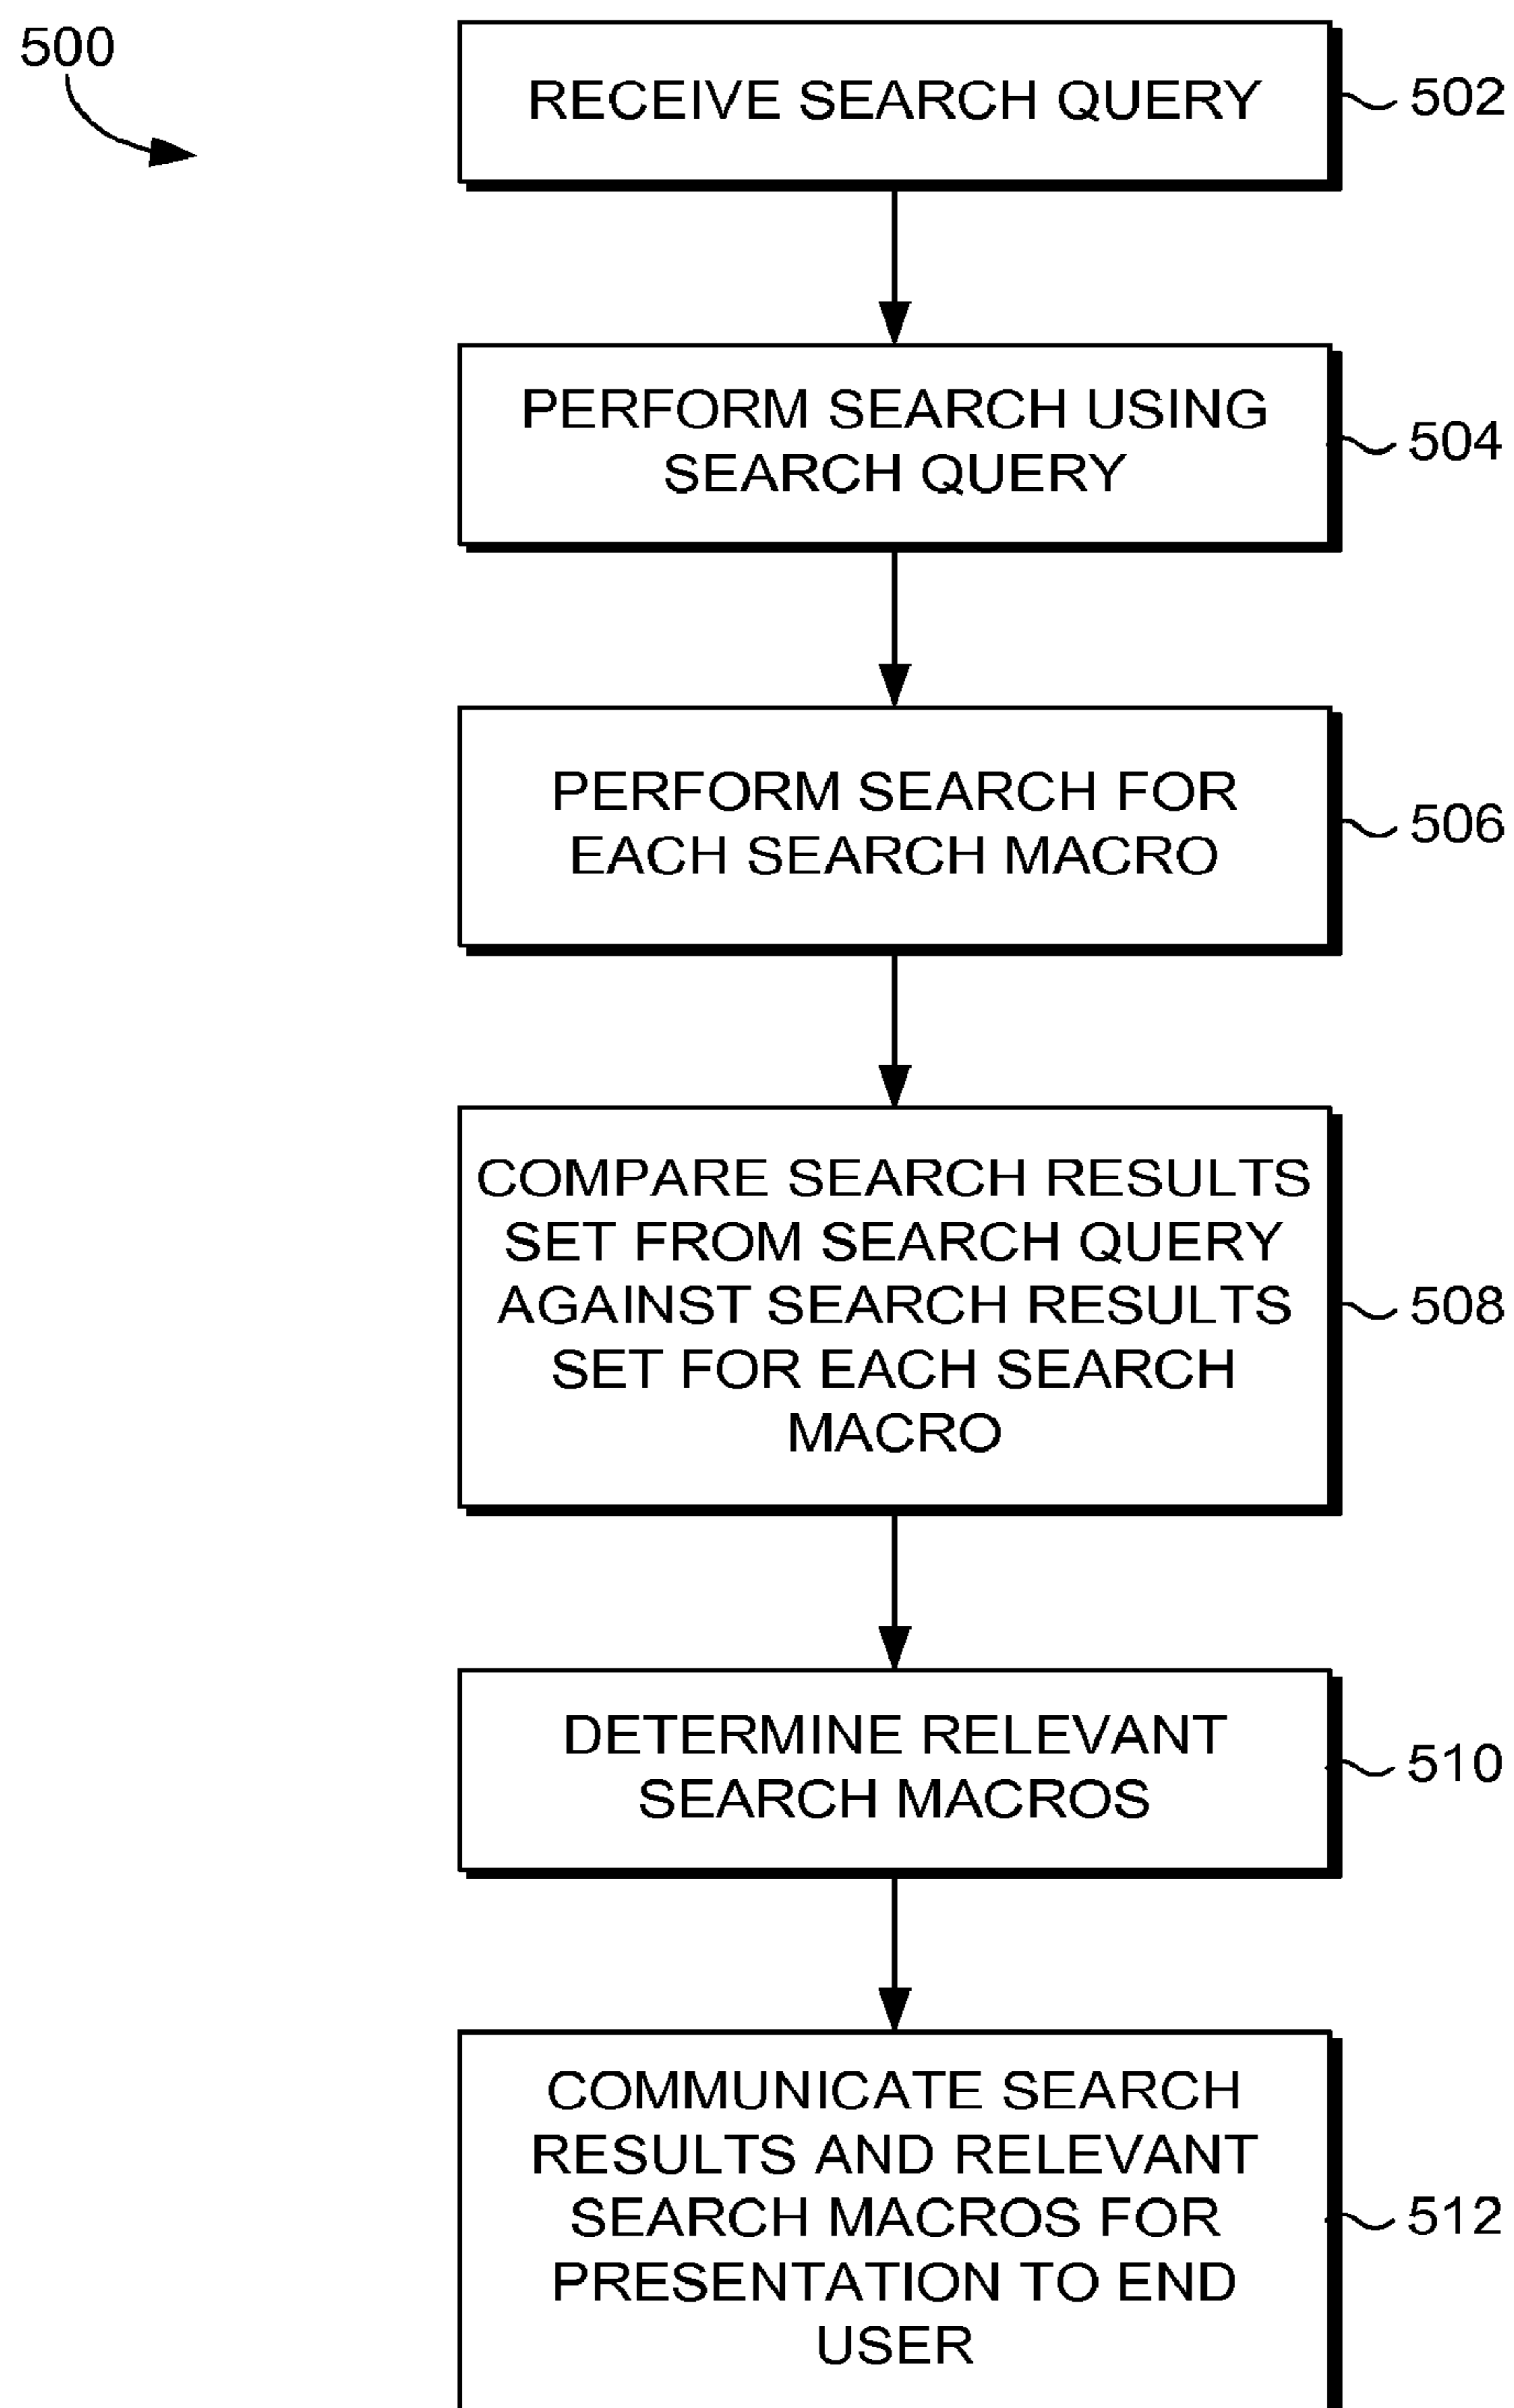 500
RECEIVE SEARCH QUERY
502
PERFORM SEARCH USING
SEARCH QUERY
504
PERFORM SEARCH FOR
EACH SEARCH MACRO
506
COMPARE SEARCH RESULTS
SET FROM SEARCH QUERY
AGAINST SEARCH RESULTS
SET FOR EACH SEARCH
MACRO
508
DETERMINE RELEVANT
SEARCH MACROS
510
COMMUNICATE SEARCH
RESULTS AND RELEVANT
SEARCH MACROS FOR
PRESENTATION TO END
USER
512